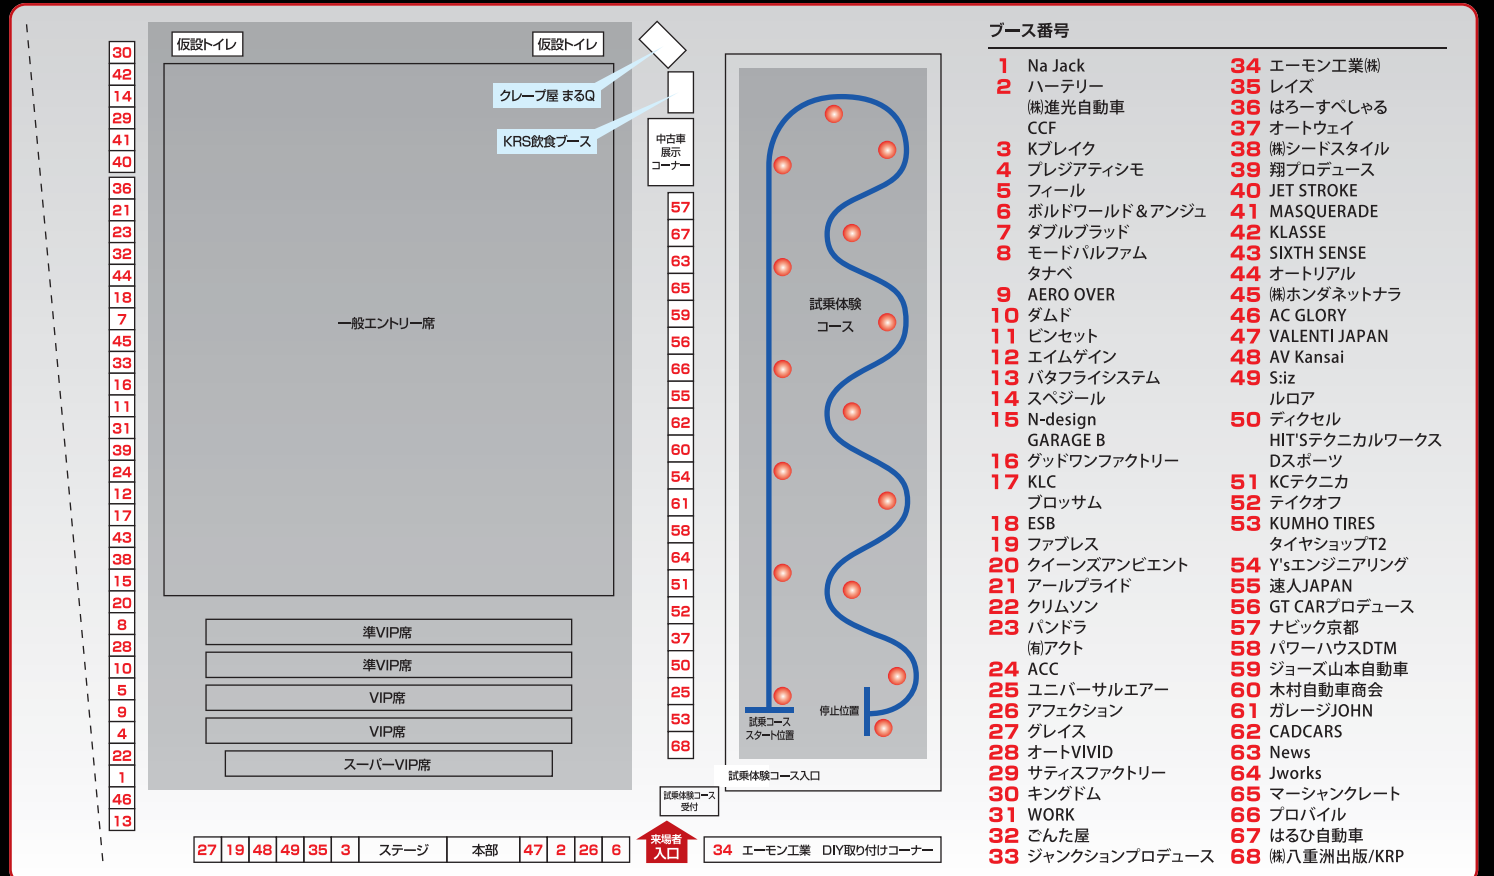 30
42
14
29
41
40
36
21
23
32
44
18
7
45
33
16
11
31
39
24
12
17
43
38
15
20
8
28
10
5
9
4
22
1
46
13
仮設トイレ
仮設トイレ
クレープ屋 まるQ
KRS飲食ブース
一般エントリー席
準VIP席
準VIP席
VIP席
VIP席
スーパーVIP席
中古車
展示
コーナー
57
67
63
65
59
56
66
55
62
60
54
61
58
64
51
52
37
50
25
53
68
試乗体験
コース
試乗コース
スタート位置
停止位置
試乗体験コース入口
試乗体験コース
受付
27 19 48 49 35 3 ステージ 本部 47 2 26 6
来場者
入口
34 エーモン工業 DIY取り付けコーナー
ブース番号
1 Na Jack
2 ハーテリー
㈱進光自動車
CCF
3 Kブレイク
4 プレジアティシモ
5 フィール
6 ボルドワールド＆アンジュ
7 ダブルブラッド
8 モードパルファム
タナベ
9 AERO OVER
10 ダムド
11 ビンセット
12 エイムゲイン
13 バタフライシステム
14 スペジール
15 N-design
GARAGE B
16 グッドワンファクトリー
17 KLC
ブロッサム
18 ESB
19 ファブレス
20 クイーンズアンビエント
21 アールプライド
22 クリムソン
23 パンドラ
㈲アクト
24 ACC
25 ユニバーサルエアー
26 アフェクション
27 グレイス
28 オートVIVID
29 サティスファクトリー
30 キングダム
31 WORK
32 ごんた屋
33 ジャンクションプロデュース
34 エーモン工業㈱
35 レイズ
36 はろーすぺしゃる
37 オートウェイ
38 ㈱シードスタイル
39 翔プロデュース
40 JET STROKE
41 MASQUERADE
42 KLASSE
43 SIXTH SENSE
44 オートリアル
45 ㈱ホンダネットナラ
46 AC GLORY
47 VALENTI JAPAN
48 AV Kansai
49 S:iz
ルロア
50 ディクセル
HIT'Sテクニカルワークス
Dスポーツ
51 KCテクニカ
52 テイクオフ
53 KUMHO TIRES
タイヤショップT2
54 Y'sエンジニアリング
55 速人JAPAN
56 GT CARプロデュース
57 ナビック京都
58 パワーハウスDTM
59 ジョーズ山本自動車
60 木村自動車商会
61 ガレージJOHN
62 CADCARS
63 News
64 Jworks
65 マーシャンクレート
66 プロバイル
67 はるひ自動車
68 ㈱八重洲出版/KRP